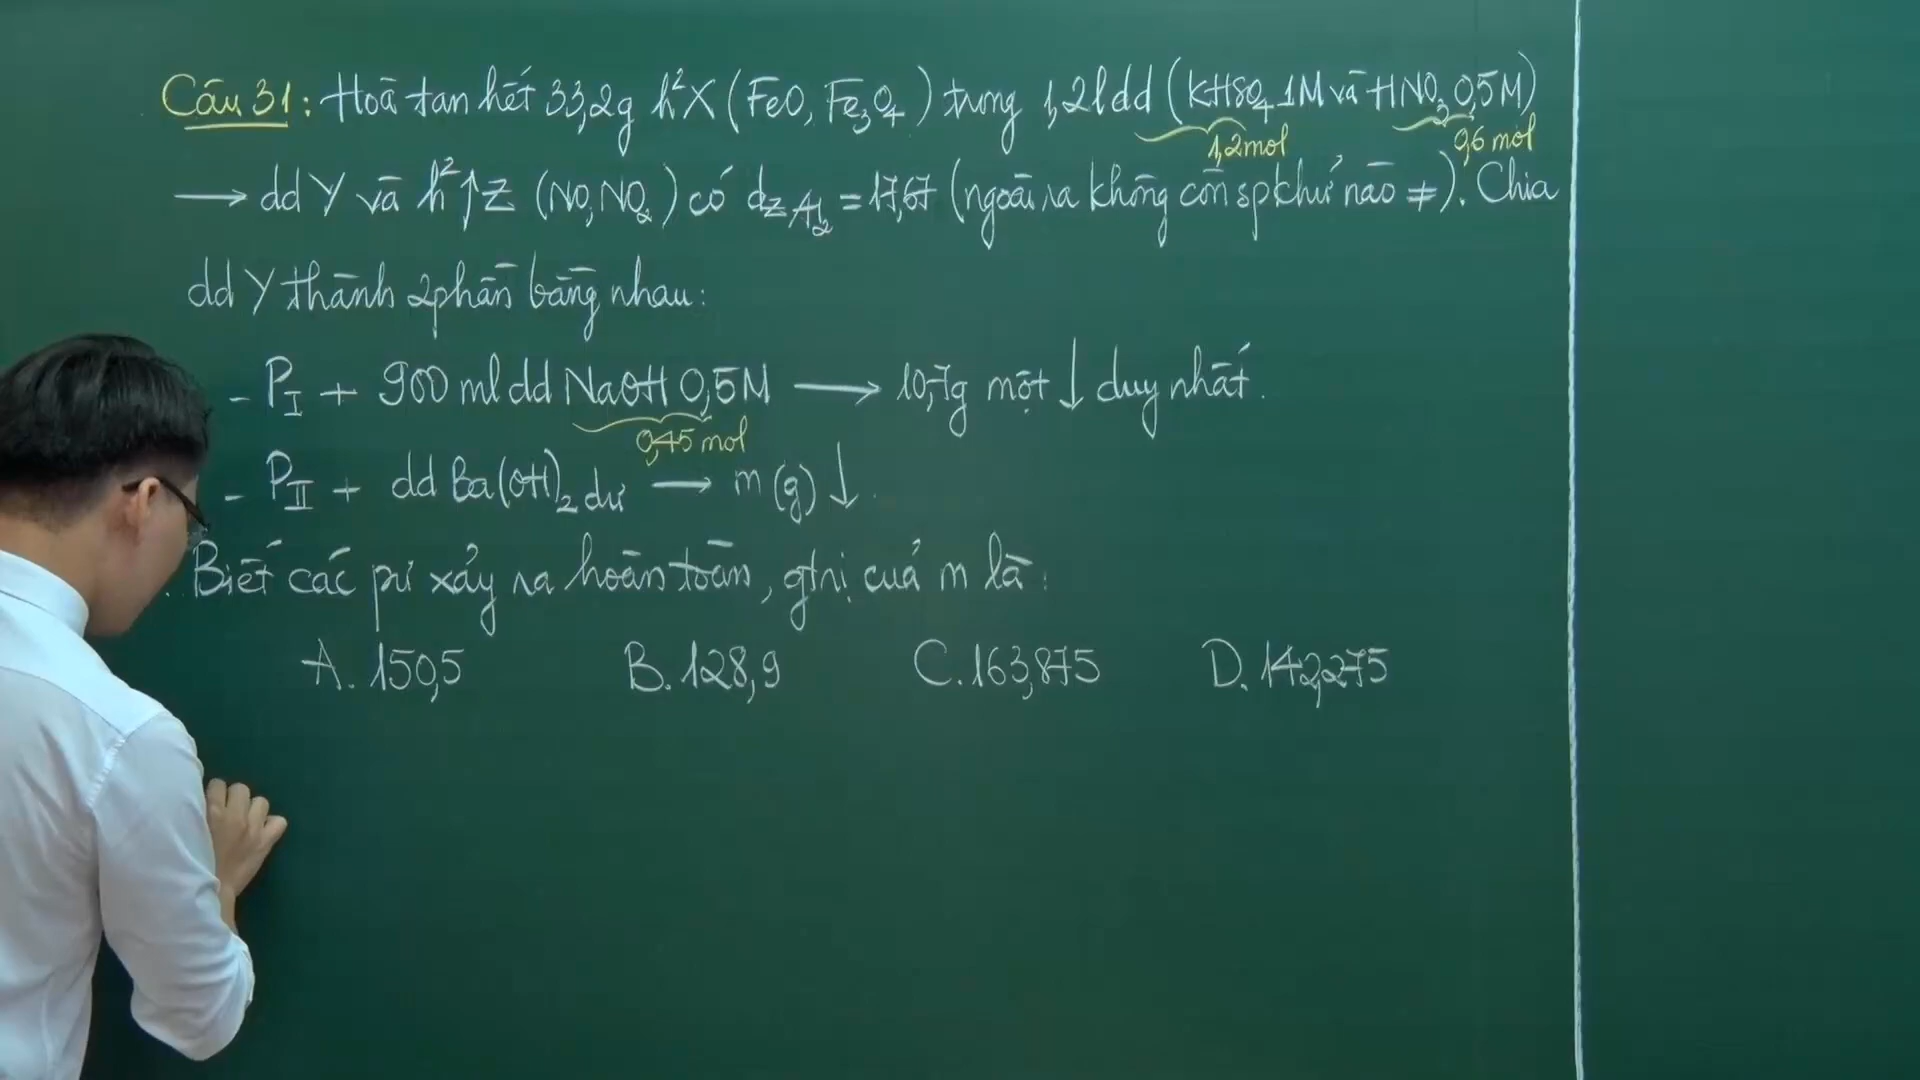 Câu 31: Hoà tan hết 33,2g h² X (FeO, Fe₃O₄) trong 1,2l dd (KHSO₄ 1M và HNO₃ 0,5M)
1,2mol 0,6 mol
→ dd Y và h² ↑Z (NO, NO₂) có d Z/H₂ = 17,67 (ngoài ra không còn sp khử nào ≠). Chia
dd Y thành 2 phần bằng nhau:
- P_I + 900 ml dd NaOH 0,5M → 10,7g một ↓ duy nhất.
0,45 mol
- P_II + dd Ba(OH)₂ dư → m (g) ↓.
Biết các pư xảy ra hoàn toàn, gtrị của m là:
A. 150,5 B. 128,9 C. 163,875 D. 142,275